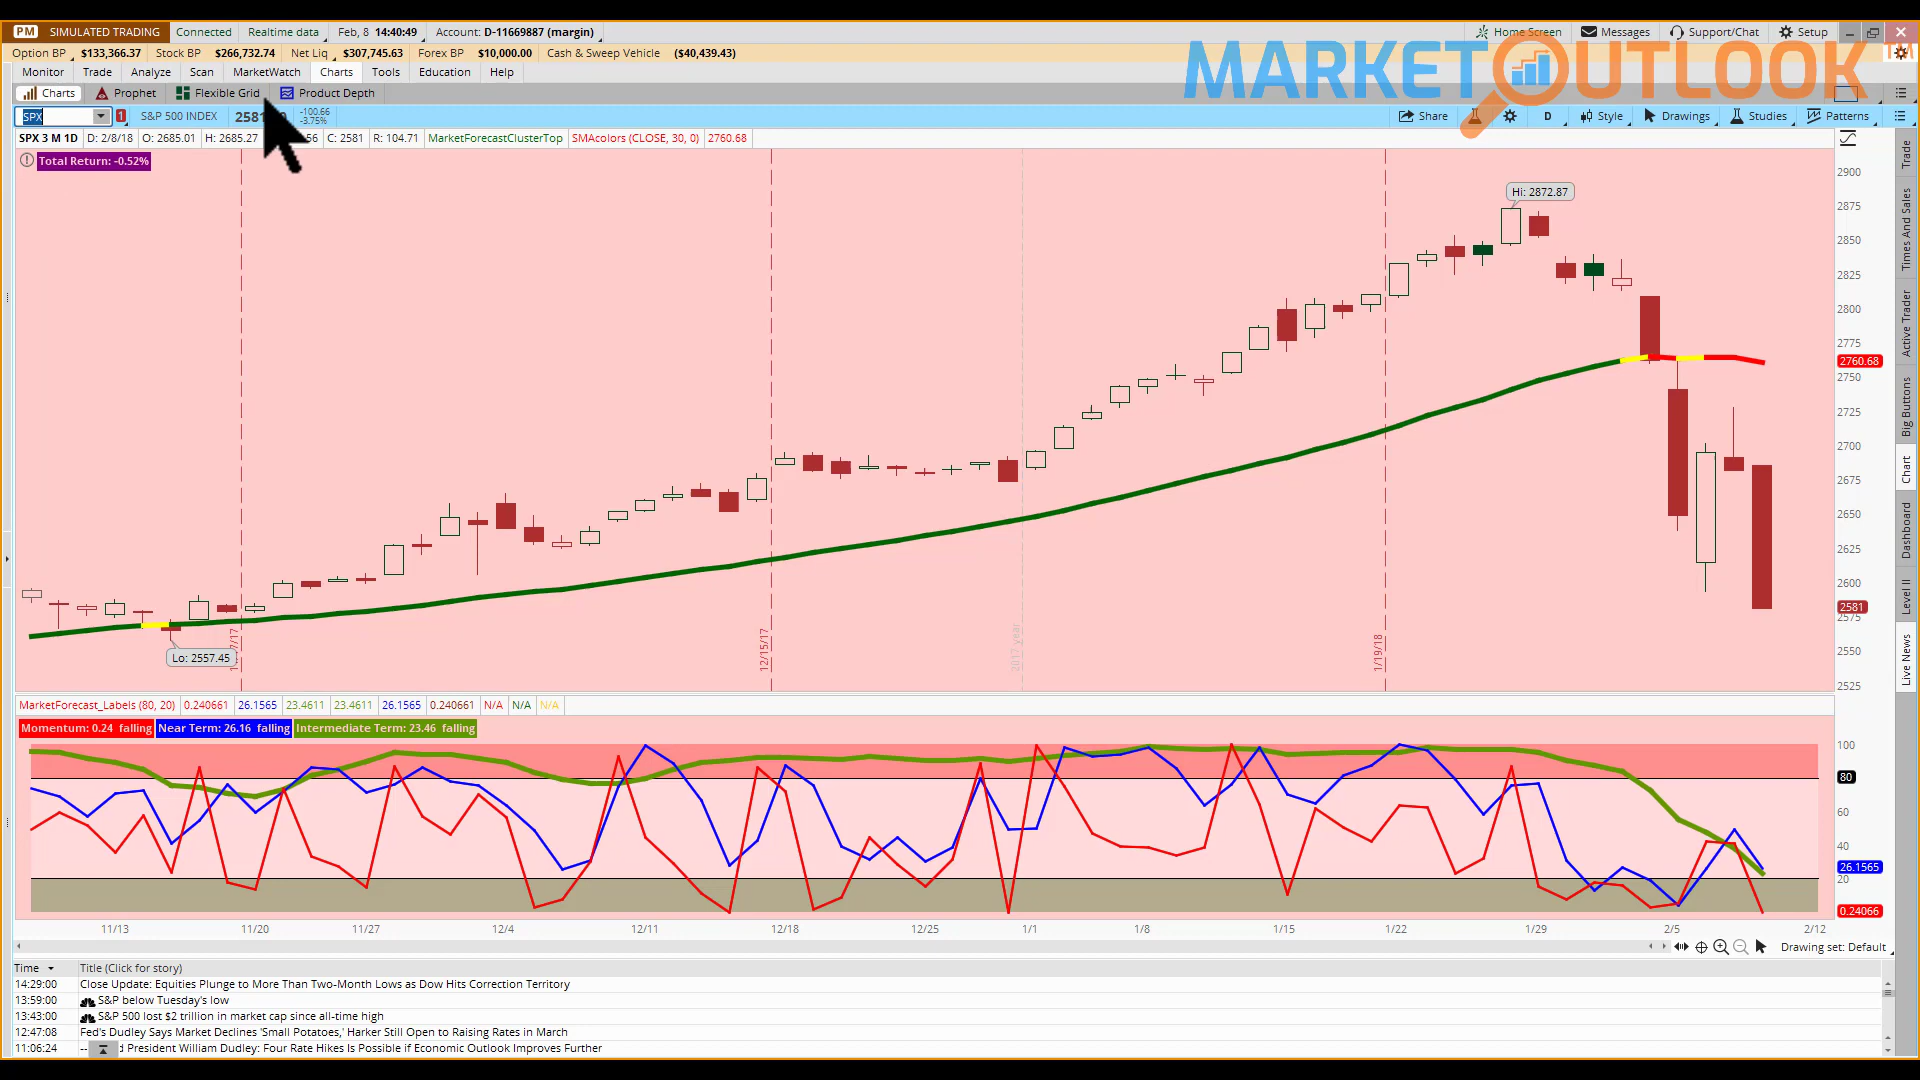 PM SIMULATED TRADING Connected Realtime data Feb, 8 14:40:49 Account: D-11669887 (margin) Home Screen Messages Support/Chat Setup
Option BP $133,366.37 Stock BP $266,732.74 Net Liq $307,745.63 Forex BP $10,000.00 Cash & Sweep Vehicle ($40,439.43)
MARKET OUTLOOK
TM
Monitor Trade Analyze Scan MarketWatch Charts Tools Education Help
Charts Prophet Flexible Grid Product Depth
SPX 1 S&P 500 INDEX 2581 -100.66 Share D Style Drawings Studies Patterns
-3.75%
SPX 3 M 1D D: 2/8/18 O: 2685.01 H: 2685.27 56 C: 2581 R: 104.71 MarketForecastClusterTop SMAcolors (CLOSE, 30, 0) 2760.68
Total Return: -0.52%
Hi: 2872.87
Lo: 2557.45
12/15/17
2017 year
1/19/18
2900
2875
2850
2825
2800
2775
2760.68
2750
2725
2700
2675
2650
2625
2600
2581
2575
2550
2525
MarketForecast_Labels (80, 20) 0.240661 26.1565 23.4611 23.4611 26.1565 0.240661 N/A N/A N/A
Momentum: 0.24 falling Near Term: 26.16 falling Intermediate Term: 23.46 falling
100
80
60
40
26.1565
20
0.24066
11/13 11/20 11/27 12/4 12/11 12/18 12/25 1/1 1/8 1/15 1/22 1/29 2/5 2/12
Drawing set: Default
Trade
Times And Sales
Active Trader
Big Buttons
Chart
Dashboard
Level II
Live News
Time Title (Click for story)
14:29:00 Close Update: Equities Plunge to More Than Two-Month Lows as Dow Hits Correction Territory
13:59:00 S&P below Tuesday's low
13:43:00 S&P 500 lost $2 trillion in market cap since all-time high
12:47:08 Fed's Dudley Says Market Declines 'Small Potatoes,' Harker Still Open to Raising Rates in March
11:06:24 -- d President William Dudley: Four Rate Hikes Is Possible if Economic Outlook Improves Further